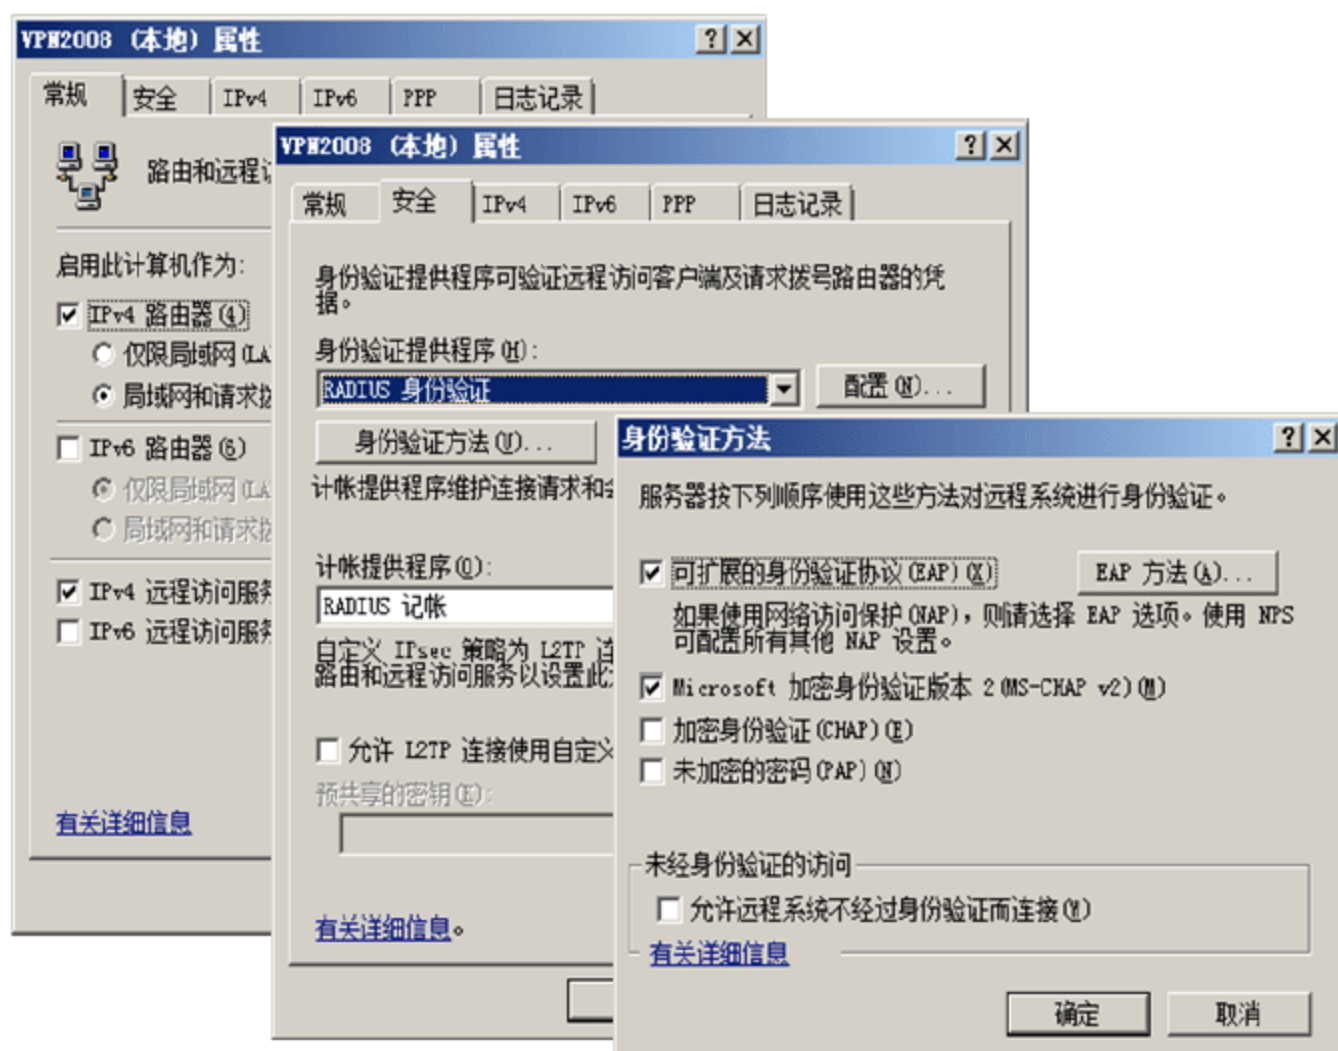 VPN2008 (本地) 属性
常规
安全
IPv4
IPv6
PPP
日志记录
路由和远程访
启用此计算机作为:
IPv4 路由器(4)
仅限局域网(LA
局域网和请求拨
IPv6 路由器(6)
仅限局域网(LA
局域网和请求拨
IPv4 远程访问服务
IPv6 远程访问服务
有关详细信息
VPN2008 (本地) 属性
常规
安全
IPv4
IPv6
PPP
日志记录
身份验证提供程序可验证远程访问客户端及请求拨号路由器的凭
据。
身份验证提供程序(H):
RADIUS 身份验证
配置(N)...
身份验证方法(U)...
计帐提供程序维护连接请求和会
计帐提供程序(O):
RADIUS 记帐
自定义 IPsec 策略为 L2TP 连
路由和远程访问服务以设置此
允许 L2TP 连接使用自定义
预共享的密钥(K):
有关详细信息。
身份验证方法
服务器按下列顺序使用这些方法对远程系统进行身份验证。
可扩展的身份验证协议(EAP)(X)
EAP 方法(A)...
如果使用网络访问保护(NAP), 则请选择 EAP 选项。使用 NPS
可配置所有其他 NAP 设置。
Microsoft 加密身份验证版本 2(MS-CHAP v2)(M)
加密身份验证(CHAP)(E)
未加密的密码(PAP)(N)
未经身份验证的访问
允许远程系统不经过身份验证而连接(W)
有关详细信息
确定
取消